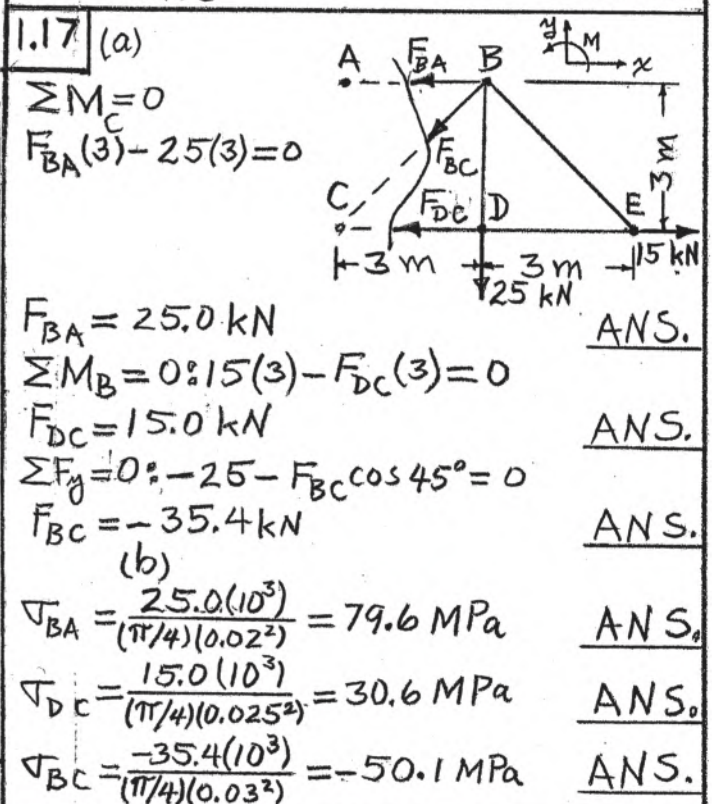 1.17 (a)
ΣM_C = 0
F_BA(3) - 25(3) = 0
y M x
A F_BA B
F_BC
3 m
C F_DC D E
15 kN
3 m 3 m
25 kN
F_BA = 25.0 kN ANS.
ΣM_B = 0: 15(3) - F_DC(3) = 0
F_DC = 15.0 kN ANS.
ΣF_y = 0: -25 - F_BC cos 45° = 0
F_BC = -35.4 kN ANS.
(b)
σ_BA = 25.0(10³) / (π/4)(0.02²) = 79.6 MPa ANS.
σ_DC = 15.0(10³) / (π/4)(0.025²) = 30.6 MPa ANS.
σ_BC = -35.4(10³) / (π/4)(0.03²) = -50.1 MPa ANS.